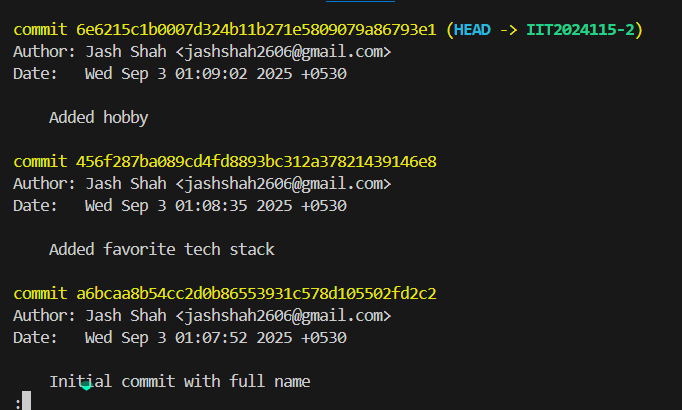 commit 6e6215c1b0007d324b11b271e5809079a86793e1 (HEAD -> IIT2024115-2)
Author: Jash Shah <jashshah2606@gmail.com>
Date:   Wed Sep 3 01:09:02 2025 +0530
Added hobby
commit 456f287ba089cd4fd8893bc312a37821439146e8
Author: Jash Shah <jashshah2606@gmail.com>
Date:   Wed Sep 3 01:08:35 2025 +0530
Added favorite tech stack
commit a6bcaa8b54cc2d0b86553931c578d105502fd2c2
Author: Jash Shah <jashshah2606@gmail.com>
Date:   Wed Sep 3 01:07:52 2025 +0530
Initial commit with full name
: